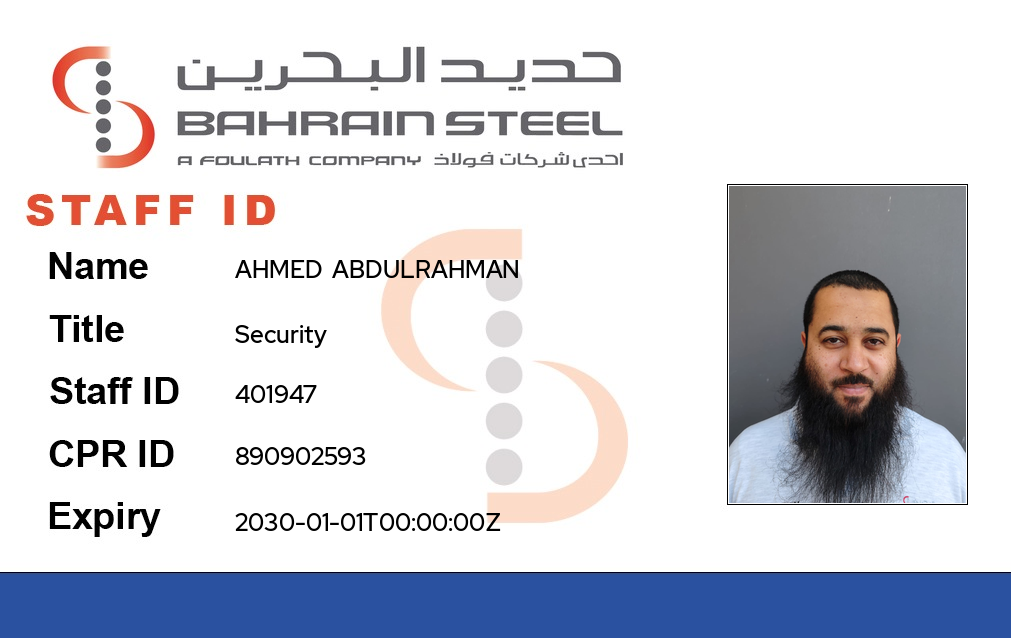 حديد البحرين
BAHRAIN STEEL
A FOULATH COMPANY احدى شركات فولاذ
STAFF ID
Name AHMED ABDULRAHMAN
Title Security
Staff ID 401947
CPR ID 890902593
Expiry 2030-01-01T00:00:00Z